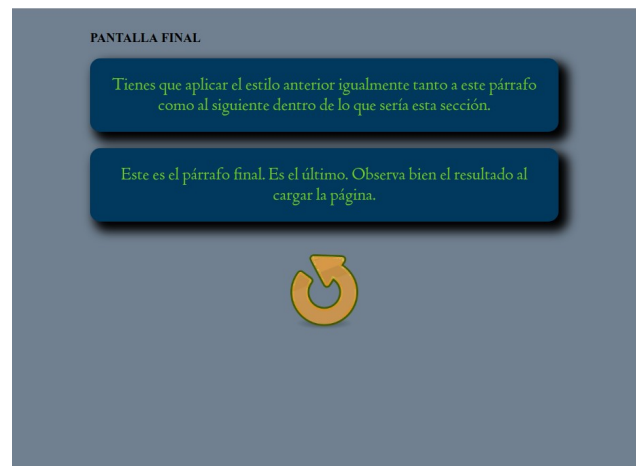 PANTALLA FINAL
Tienes que aplicar el estilo anterior igualmente tanto a este párrafo
como al siguiente dentro de lo que sería esta sección.
Este es el párrafo final. Es el último. Observa bien el resultado al
cargar la página.